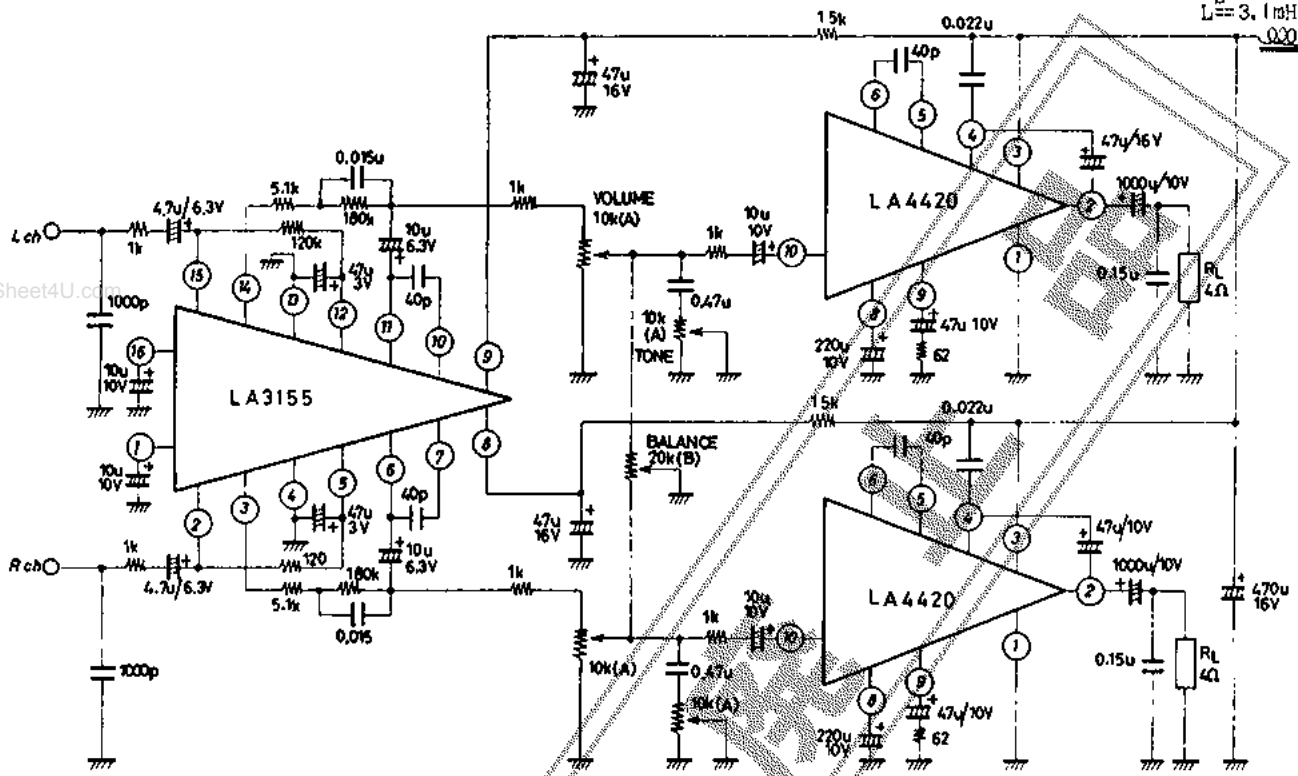 L=3.1mH
1.5k
0.022u
40p
47u
16V
6
5
4
3
47u/16V
0.015u
5.1k
180k
1k
VOLUME
10k(A)
LA4420
1000u/10V
4.7u/6.3V
Lch
1k
120k
10u
6.3V
10u
10V
1k
10
2
15
14
13
47u
3V
12
11
40p
10
0.47u
10k
(A)
TONE
9
8
1
0.15u
RL
4Ω
Sheet4U.com
1000p
16
10u
10V
9
220u
10V
47u 10V
62
LA3155
1.5k
0.022u
40p
8
BALANCE
20k(B)
1
10u
10V
2
3
4
5
6
7
47u
3V
40p
6
5
4
3
47u/10V
47u
16V
1000u/10V
Rch
1k
4.7u/6.3V
120
180k
10u
6.3V
1k
5.1k
0.015
10u
10V
1k
10
LA4420
2
470u
16V
1
10k(A)
0.47u
10k(A)
1000p
8
9
47u/10V
220u
10V
62
0.15u
RL
4Ω